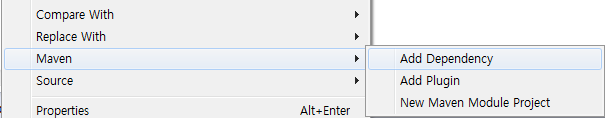 Compare With
Replace With
Maven
Add Dependency
Source
Add Plugin
New Maven Module Project
Properties Alt+Enter